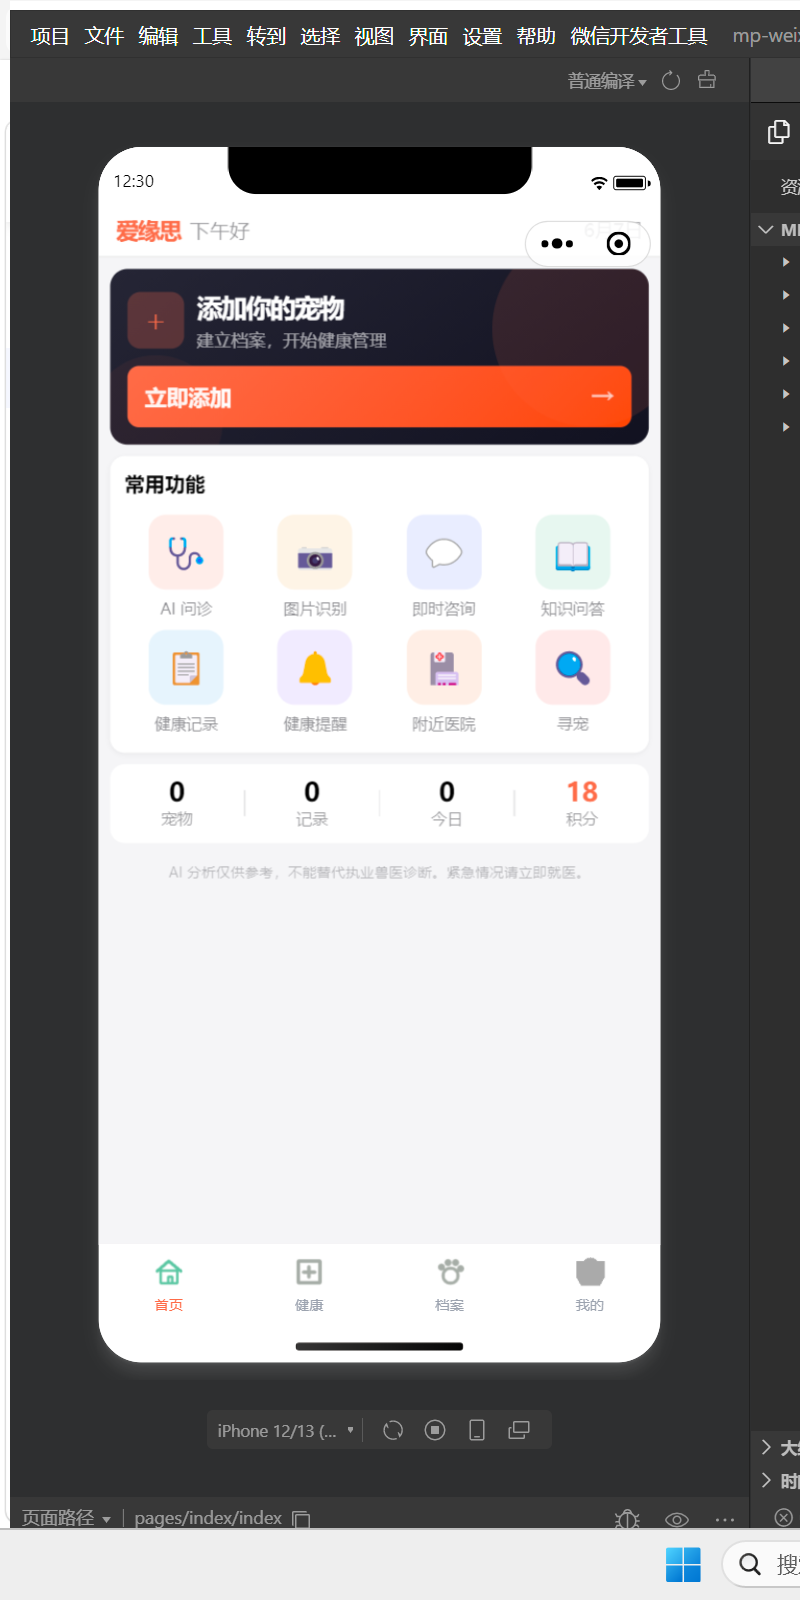 项目 文件 编辑 工具 转到 选择 视图 界面 设置 帮助 微信开发者工具 mp-wei
普通编译
12:30
爱缘思 下午好
添加你的宠物
建立档案，开始健康管理
立即添加 →
常用功能
AI 问诊 图片识别 即时咨询 知识问答
健康记录 健康提醒 附近医院 寻宠
0 0 0 18
宠物 记录 今日 积分
AI 分析仅供参考，不能替代执业兽医诊断。紧急情况请立即就医。
首页 健康 档案 我的
iPhone 12/13 (...
页面路径 pages/index/index